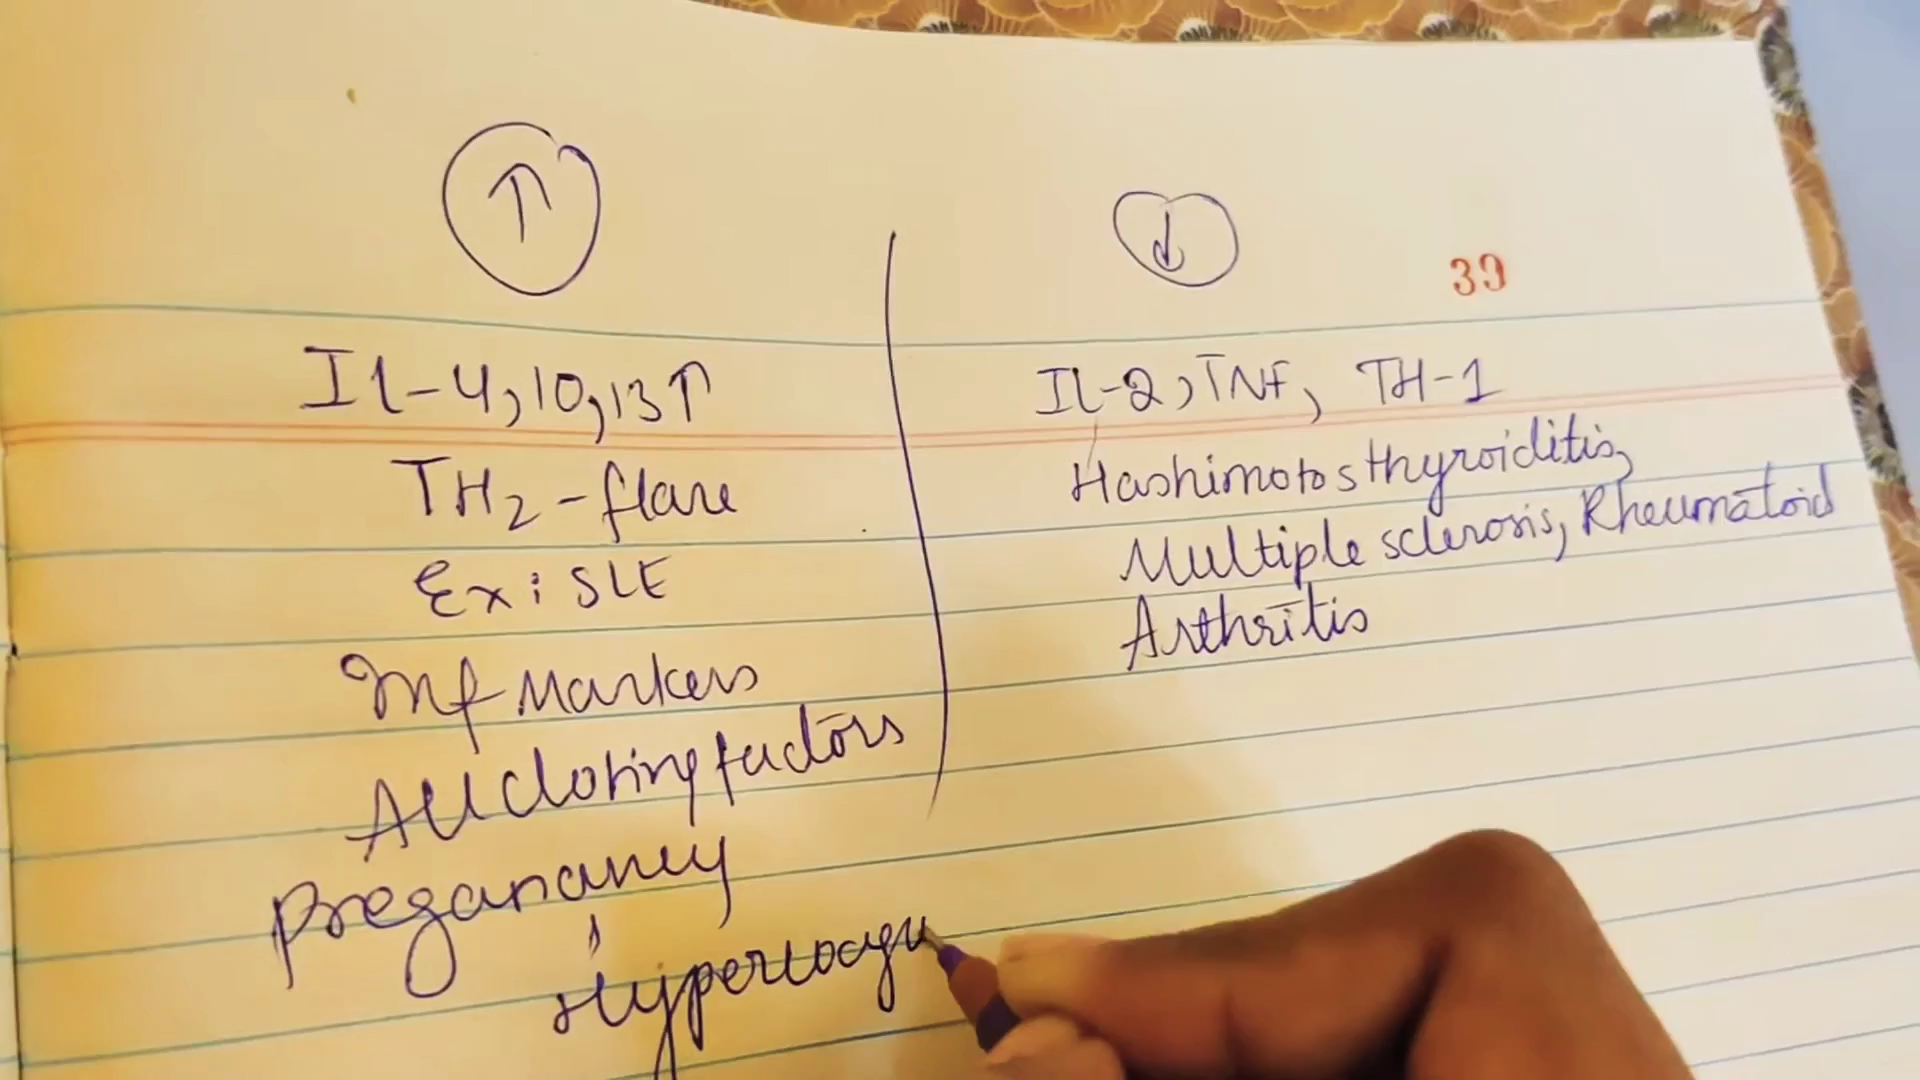 ↑
Il-4,10,13↑
TH2-flare
Ex: SLE
Inf Markers
All cloting factors
Preganancy
Hypercoagu
↓
39
Il-2, TNF, TH-1
Hashimotos thyroiditis,
Multiple sclerosis, Rheumatoid
Arthritis